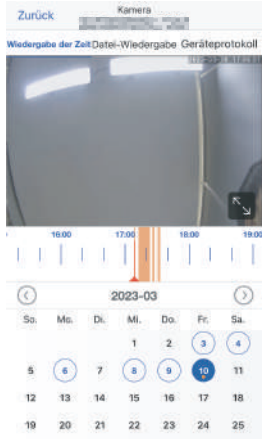 Kamera
Zurück
Wiedergabe der Zeit Datei-Wiedergabe Geräteprotokoll
16:00 17:00 18:00 19:00
2023-03
So. Mo. Di. Mi. Do. Fr. Sa.
1 2 3 4
5 6 7 8 9 10 11
12 13 14 15 16 17 18
19 20 21 22 23 24 25